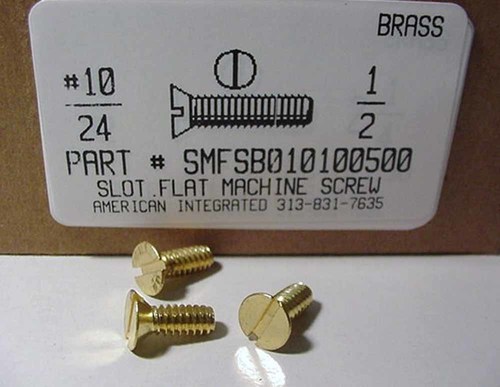 BRASS
#10 1
24 2
PART # SMFSB010100500
SLOT.FLAT MACHINE SCREW
AMERICAN INTEGRATED 313-831-7635